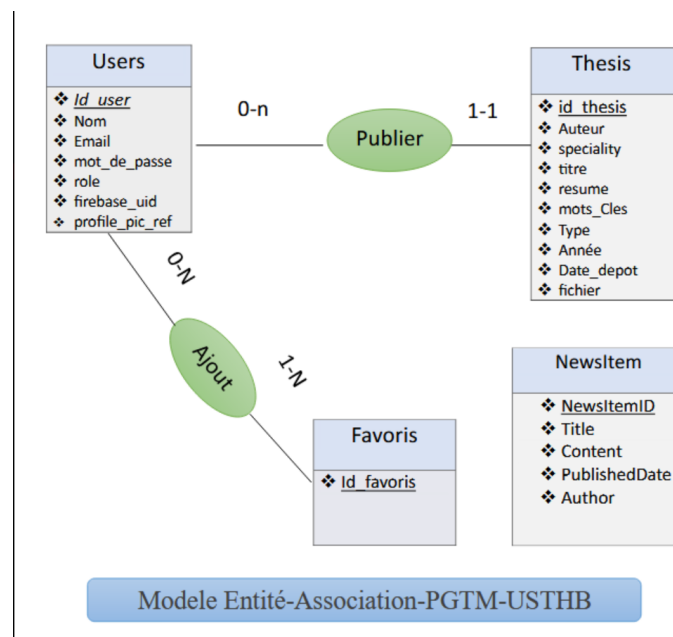 Users
❖ Id_user
❖ Nom
❖ Email
❖ mot_de_passe
❖ role
❖ firebase_uid
❖ profile_pic_ref
0-n
Publier
1-1
Thesis
❖ id_thesis
❖ Auteur
❖ speciality
❖ titre
❖ resume
❖ mots_Cles
❖ Type
❖ Année
❖ Date_depot
❖ fichier
0-N
Ajout
1-N
Favoris
❖ Id_favoris
NewsItem
❖ NewsItemID
❖ Title
❖ Content
❖ PublishedDate
❖ Author
Modele Entité-Association-PGTM-USTHB